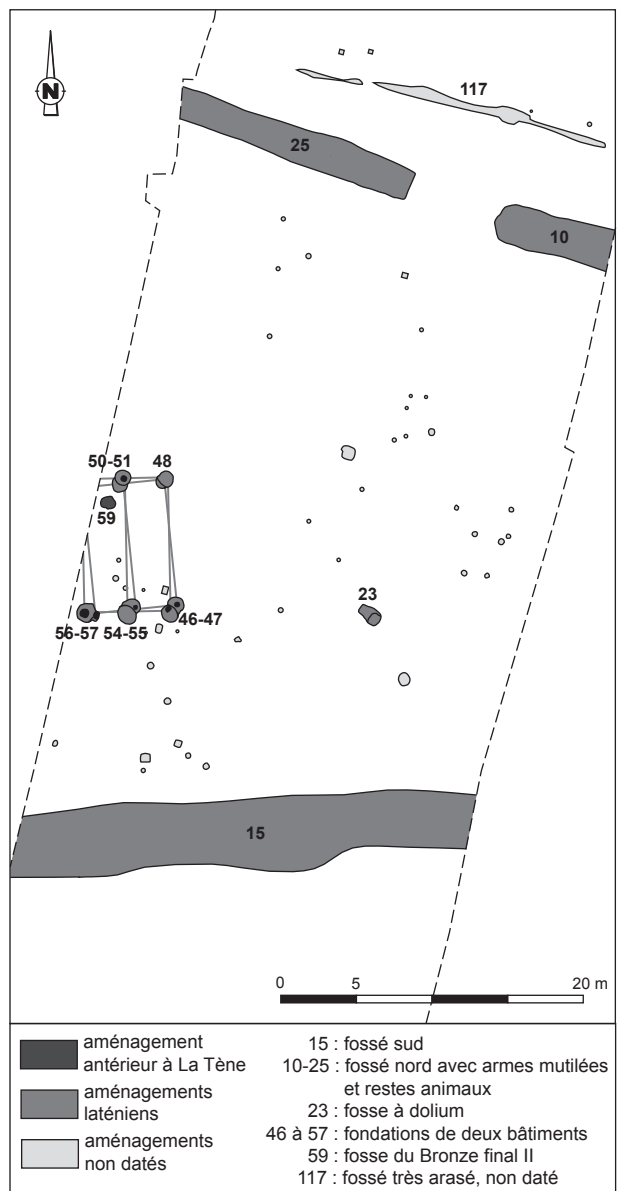 N
117
25
10
50-51 48
59
23
56-57 54-55 46-47
15
0 5 20 m
aménagement
antérieur à La Tène
aménagements
laténiens
aménagements
non datés
15 : fossé sud
10-25 : fossé nord avec armes mutilées
et restes animaux
23 : fosse à dolium
46 à 57 : fondations de deux bâtiments
59 : fosse du Bronze final II
117 : fossé très arasé, non daté